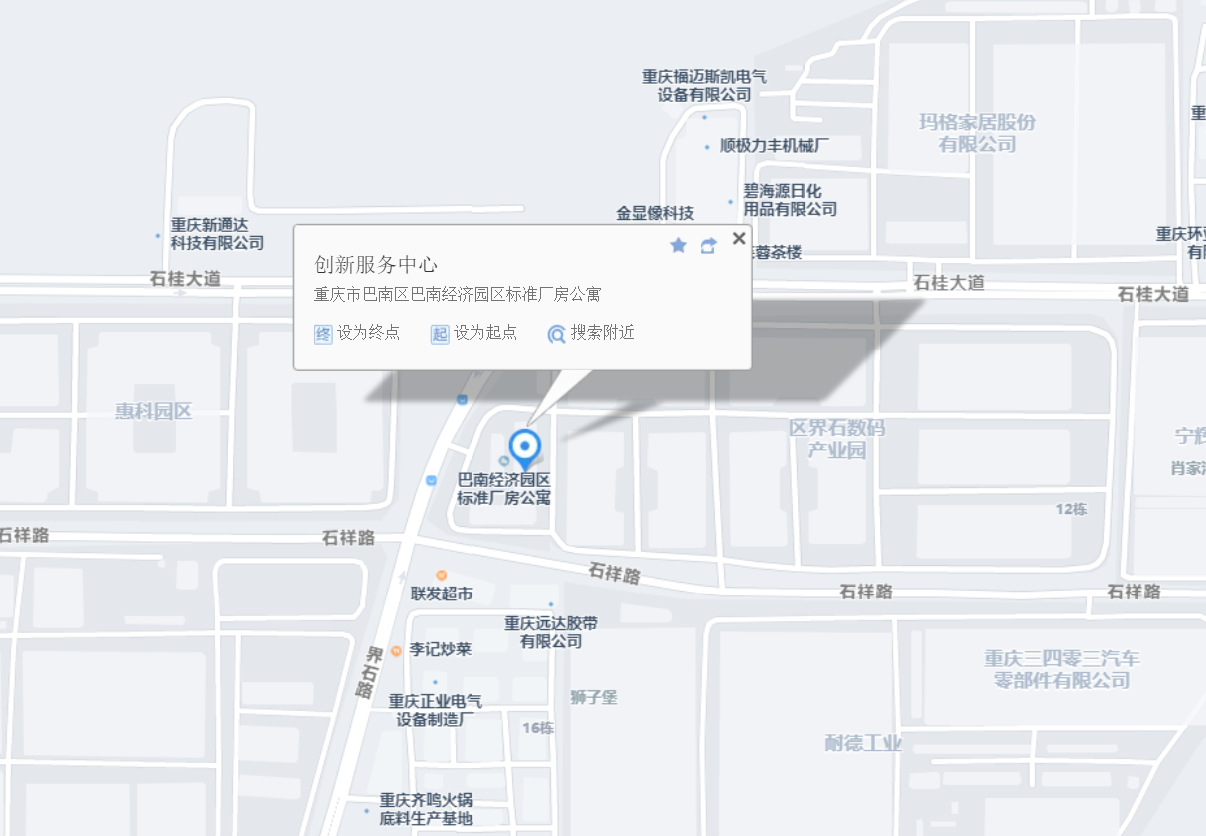 重庆福迈斯凯电气
设备有限公司
重
玛格家居股份
有限公司
顺极力丰机械厂
碧海源日化
用品有限公司
金显像科技
重庆新通达
科技有限公司
重庆环亚
有限
蓉茶楼
石桂大道
石桂大道
石桂大道
创新服务中心
重庆市巴南区巴南经济园区标准厂房公寓
终 设为终点
起 设为起点
搜索附近
惠科园区
区界石数码
产业园
宁辉
肖家湾
巴南经济园区
标准厂房公寓
12栋
石祥路
石祥路
石祥路
石祥路
石祥路
联发超市
重庆远达胶带
有限公司
李记炒菜
界石路
重庆三四零三汽车
零部件有限公司
重庆正业电气
设备制造厂
狮子堡
16栋
耐德工业
重庆齐鸣火锅
底料生产基地